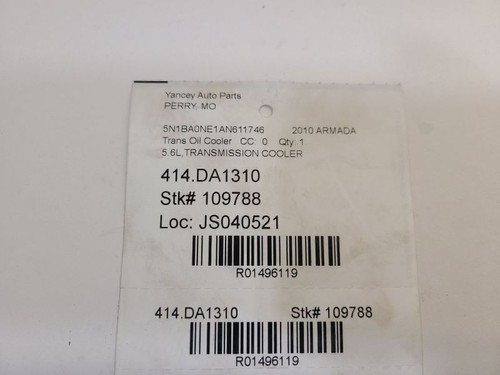 Yancey Auto Parts
PERRY, MO
5N1BA0NE1AN611746 2010 ARMADA
Trans Oil Cooler CC: 0 Qty: 1
5.6L,TRANSMISSION COOLER
414.DA1310
Stk# 109788
Loc: JS040521
R01496119
414.DA1310 Stk# 109788
R01496119